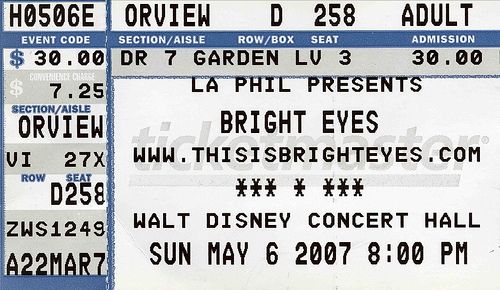 H0506E ORVIEW D 258 ADULT
EVENT CODE SECTION/AISLE ROW/BOX SEAT ADMISSION
$ 30.00 DR 7 GARDEN LV 3 30.00
CONVENIENCE CHARGE
$ 7.25
LA PHIL PRESENTS
SECTION/AISLE
ORVIEW
BRIGHT EYES
ticketmaster
VI 27X
WWW.THISISBRIGHTEYES.COM
ROW SEAT
D258
*** * ***
ZWS1249
WALT DISNEY CONCERT HALL
A22MAR7
SUN MAY 6 2007 8:00 PM